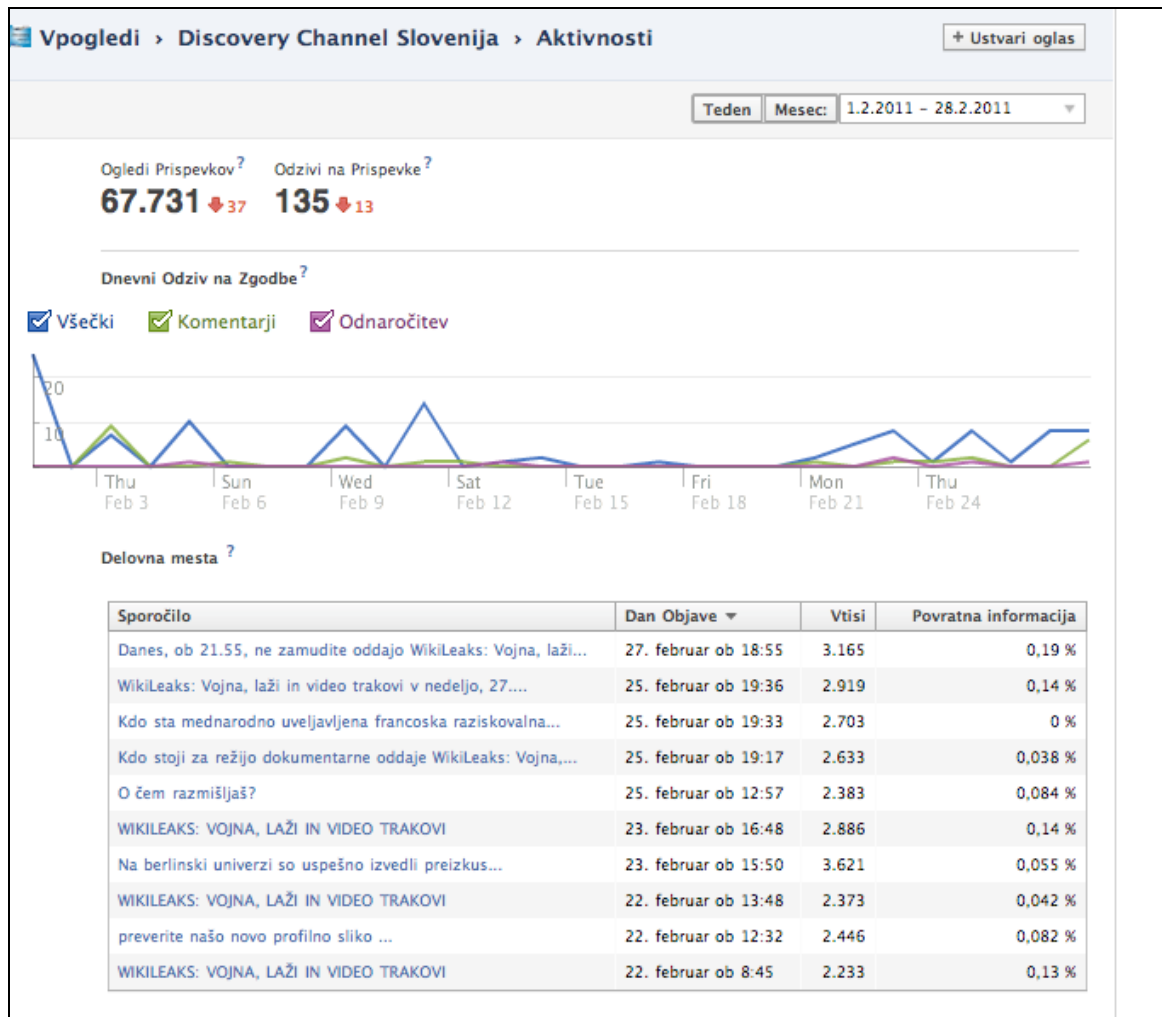 Vpogledi › Discovery Channel Slovenija › Aktivnosti
+ Ustvari oglas
Teden Mesec: 1.2.2011 – 28.2.2011
Ogledi Prispevkov? Odzivi na Prispevke?
67.731 37 135 13
Dnevni Odziv na Zgodbe?
Všečki Komentarji Odnaročitev
20
10
Thu Sun Wed Sat Tue Fri Mon Thu
Feb 3 Feb 6 Feb 9 Feb 12 Feb 15 Feb 18 Feb 21 Feb 24
Delovna mesta ?
Sporočilo Dan Objave Vtisi Povratna informacija
Danes, ob 21.55, ne zamudite oddajo WikiLeaks: Vojna, laži... 27. februar ob 18:55 3.165 0,19 %
WikiLeaks: Vojna, laži in video trakovi v nedeljo, 27.... 25. februar ob 19:36 2.919 0,14 %
Kdo sta mednarodno uveljavljena francoska raziskovalna... 25. februar ob 19:33 2.703 0 %
Kdo stoji za režijo dokumentarne oddaje WikiLeaks: Vojna,... 25. februar ob 19:17 2.633 0,038 %
O čem razmišljaš? 25. februar ob 12:57 2.383 0,084 %
WIKILEAKS: VOJNA, LAŽI IN VIDEO TRAKOVI 23. februar ob 16:48 2.886 0,14 %
Na berlinski univerzi so uspešno izvedli preizkus... 23. februar ob 15:50 3.621 0,055 %
WIKILEAKS: VOJNA, LAŽI IN VIDEO TRAKOVI 22. februar ob 13:48 2.373 0,042 %
preverite našo novo profilno sliko ... 22. februar ob 12:32 2.446 0,082 %
WIKILEAKS: VOJNA, LAŽI IN VIDEO TRAKOVI 22. februar ob 8:45 2.233 0,13 %